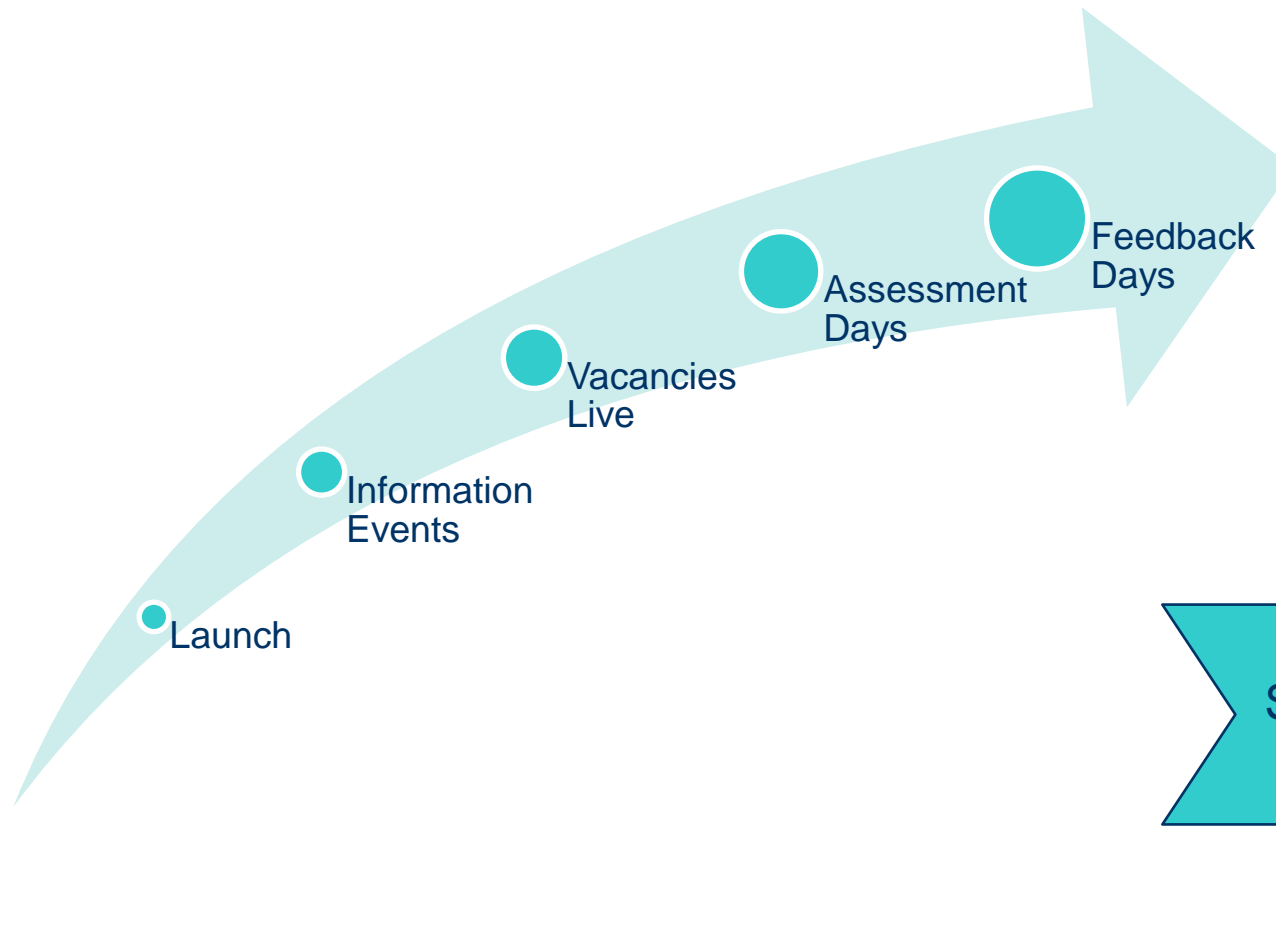 Launch
Information
Events
Vacancies
Live
Assessment
Days
Feedback
Days